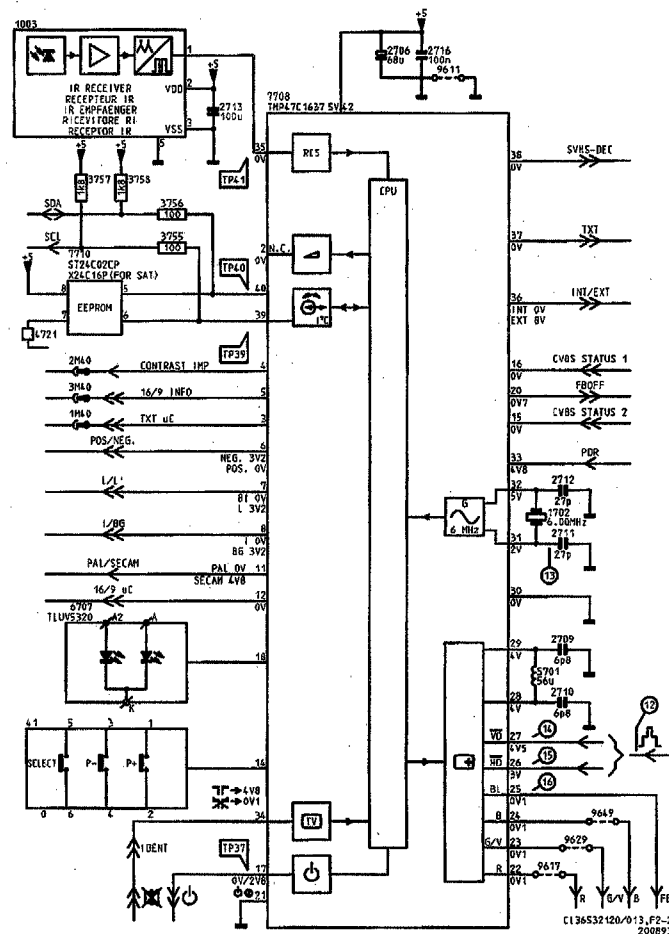 1003
+5
1
+5
2706
68u
2716
100n
9611
7708
TMP47C1637 SV42
IR RECEIVER
RECEPTEUR IR
IR EMPFAENGER
RICEVITORE RI
RECEPTOR IR
VDD
2
VSS
3
5
2713
100u
+5
+5
1k8
3757
1k8
3758
35
0V
TP41
RES
CPU
38
0V
SVHS-DEC
SDA
3756
100
SCL
3755
100
2
N.C.
0V
37
0V
TXT
7710
ST24C02CP
X24C16P(FOR SAT)
+5
TP40
40
8
5
EEPROM
7
6
4721
39
1°C
TP39
36
INT 0V
EXT 8V
INT/EXT
2M40
CONTRAST IMP
4
16
0V
CVBS STATUS 1
3M40
16/9 INFO
5
20
0V7
FBOFF
1M40
TXT uC
3
15
0V
CVBS STATUS 2
POS/NEG.
6
NEG. 3V2
POS. 0V
33
4V8
PDR
L/L'
7
L 3V2
32
5V
2712
27p
G
6 MHz
1702
6.00MHz
I/BG
8
I 0V
BG 3V2
31
2V
2711
27p
13
PAL/SECAM
PAL 0V
11
SECAM 4V8
16/9 uC
12
0V
30
0V
6707
TLUV5320
A2
A
K
18
29
4V
2709
6p8
5701
56u
28
4V
2710
6p8
41
5
3
1
SELECT
P-
P+
0
6
4
2
14
4V8
0V1
VD
27
4V5
14
12
HD
26
3V
15
BL
25
0V1
16
34
TV
B
24
0V1
9649
G/V
23
0V1
9629
R
22
0V1
9617
IDENT
TP37
17
0V/2V8
21
R
G/V
B
FB